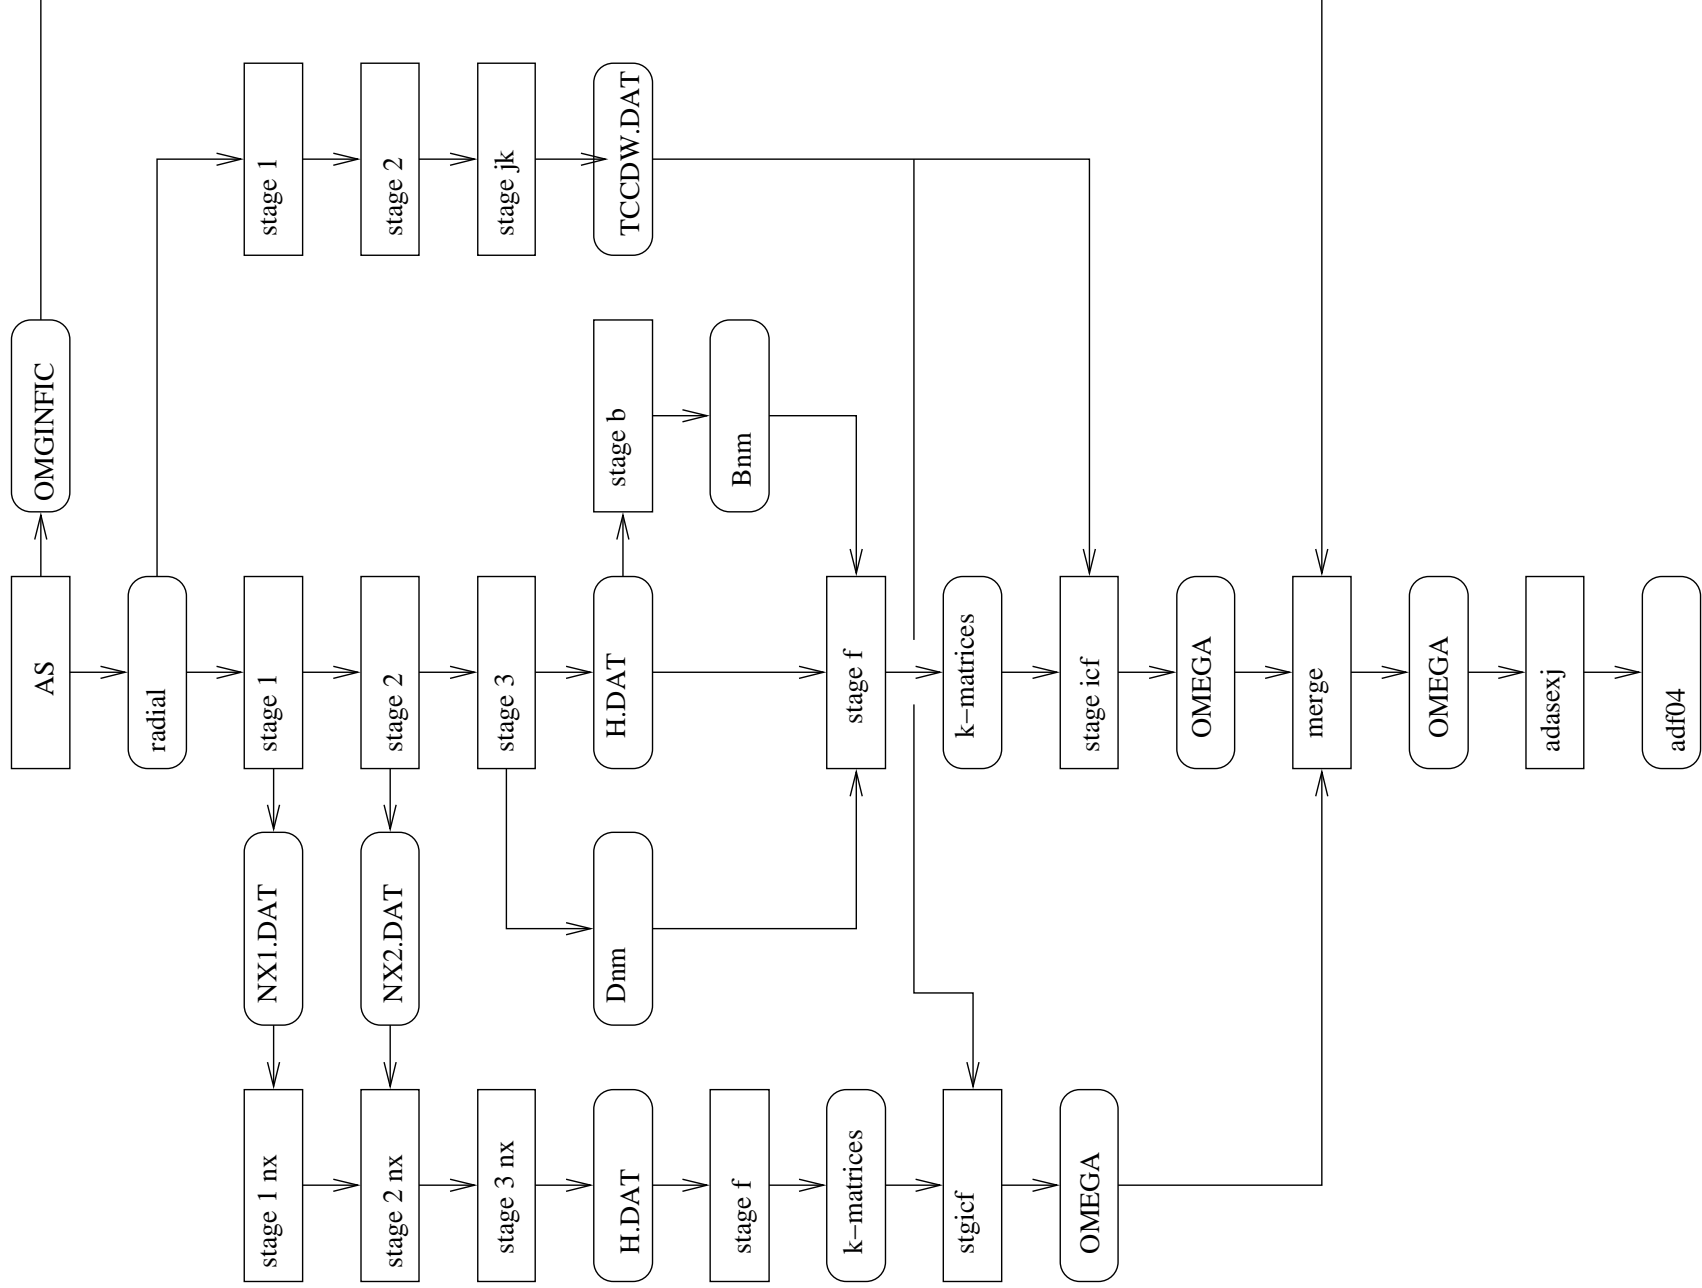 OMGINFIC
AS
radial
stage 1
stage 1
NX1.DAT
stage 1 nx
stage 2
stage 2
NX2.DAT
stage 2 nx
stage jk
stage 3
stage 3 nx
TCCDW.DAT
stage b
H.DAT
Dnm
H.DAT
Bnm
stage f
stage f
k−matrices
k−matrices
stgicf
stage icf
OMEGA
OMEGA
merge
OMEGA
adasexj
adf04